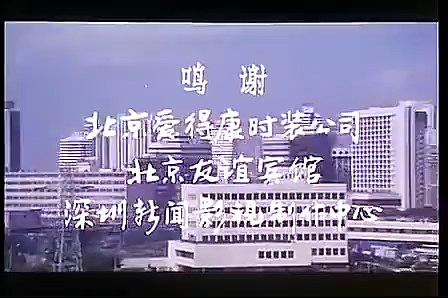 鸣谢
北京爱得康时装公司
北京友谊宾馆
深圳新闻影视制作中心